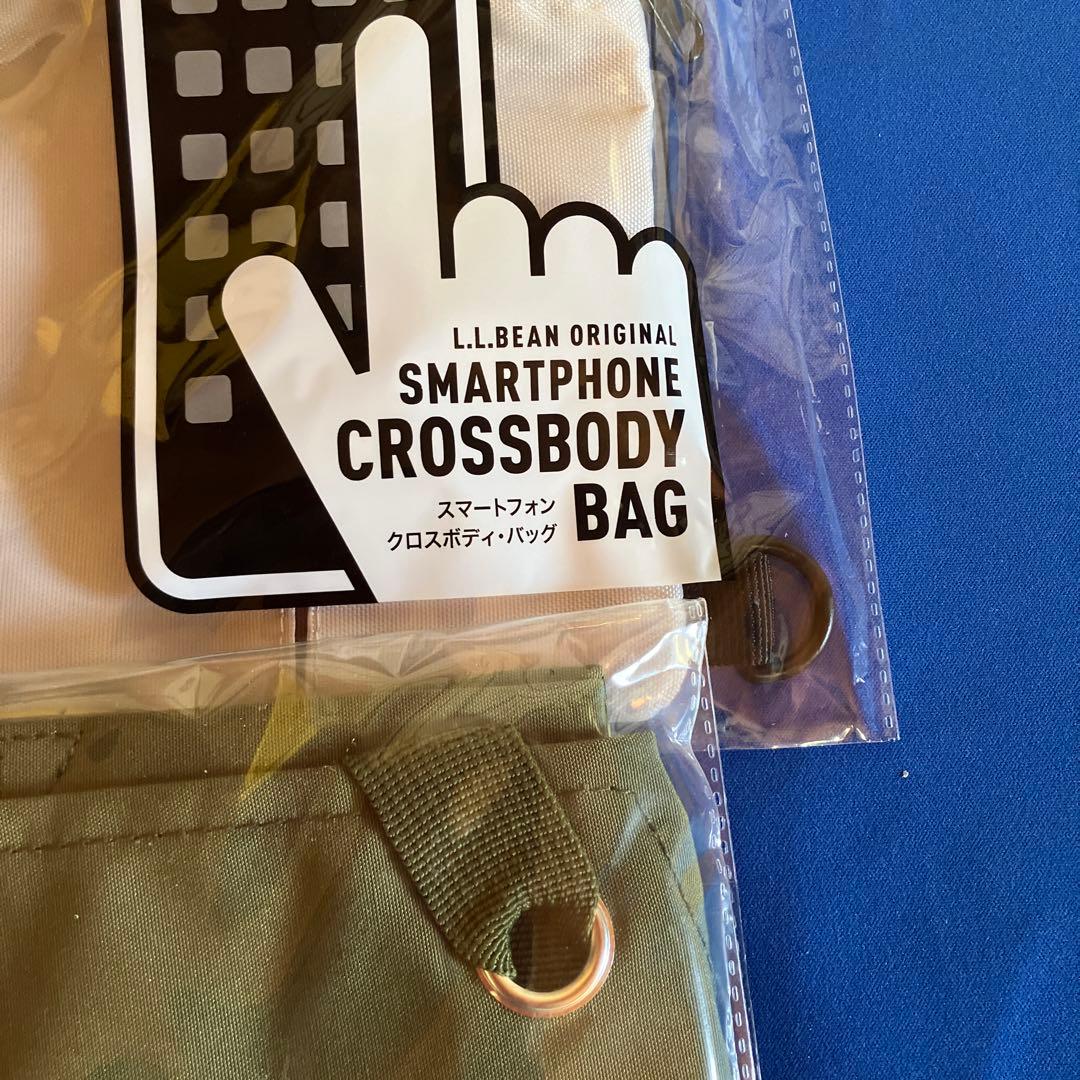 L.L.BEAN ORIGINAL
SMARTPHONE
CROSSBODY
スマートフォン
クロスボディ・バッグ
BAG